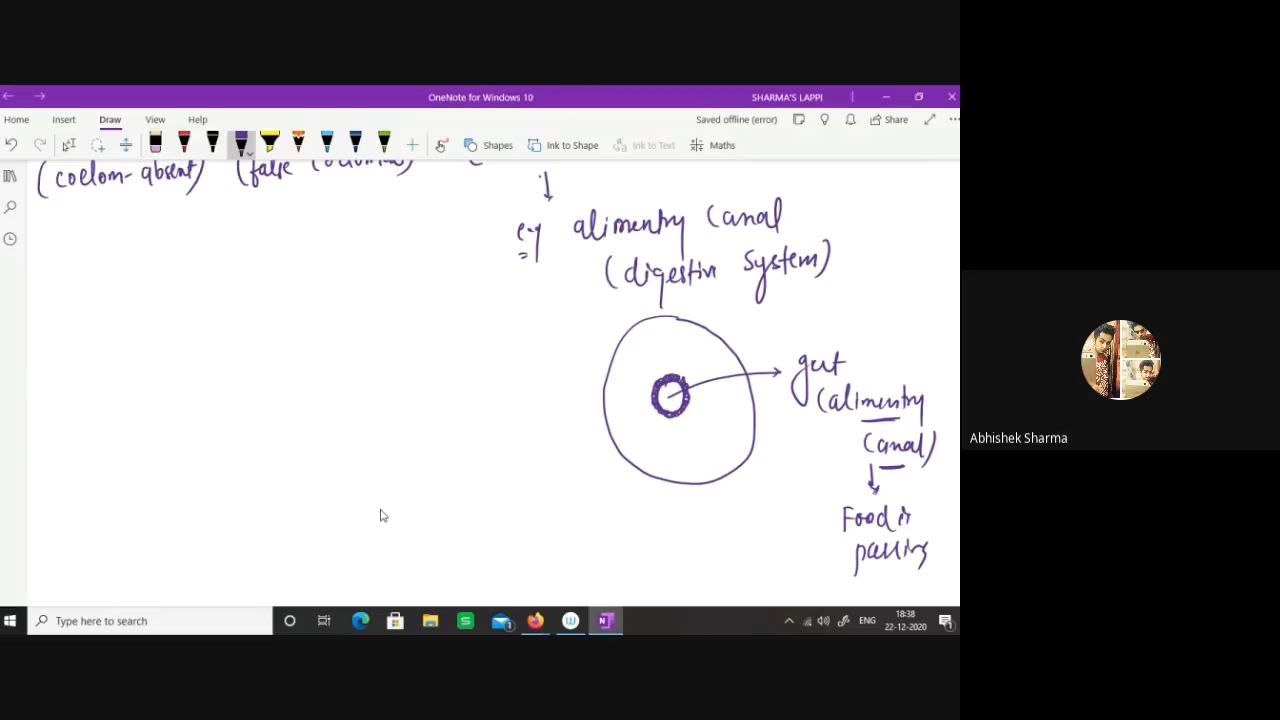 OneNote for Windows 10
SHARMA'S LAPPI
Home Insert Draw View Help
Saved offline (error)
Share
Shapes
Ink to Shape
Ink to Text
Maths
(coelom-absent) (false
e.g alimentry Canal
(digestive system)
gut
(alimentry
Canal)
Food is
passing
Abhishek Sharma
Type here to search
ENG
18:38
22-12-2020